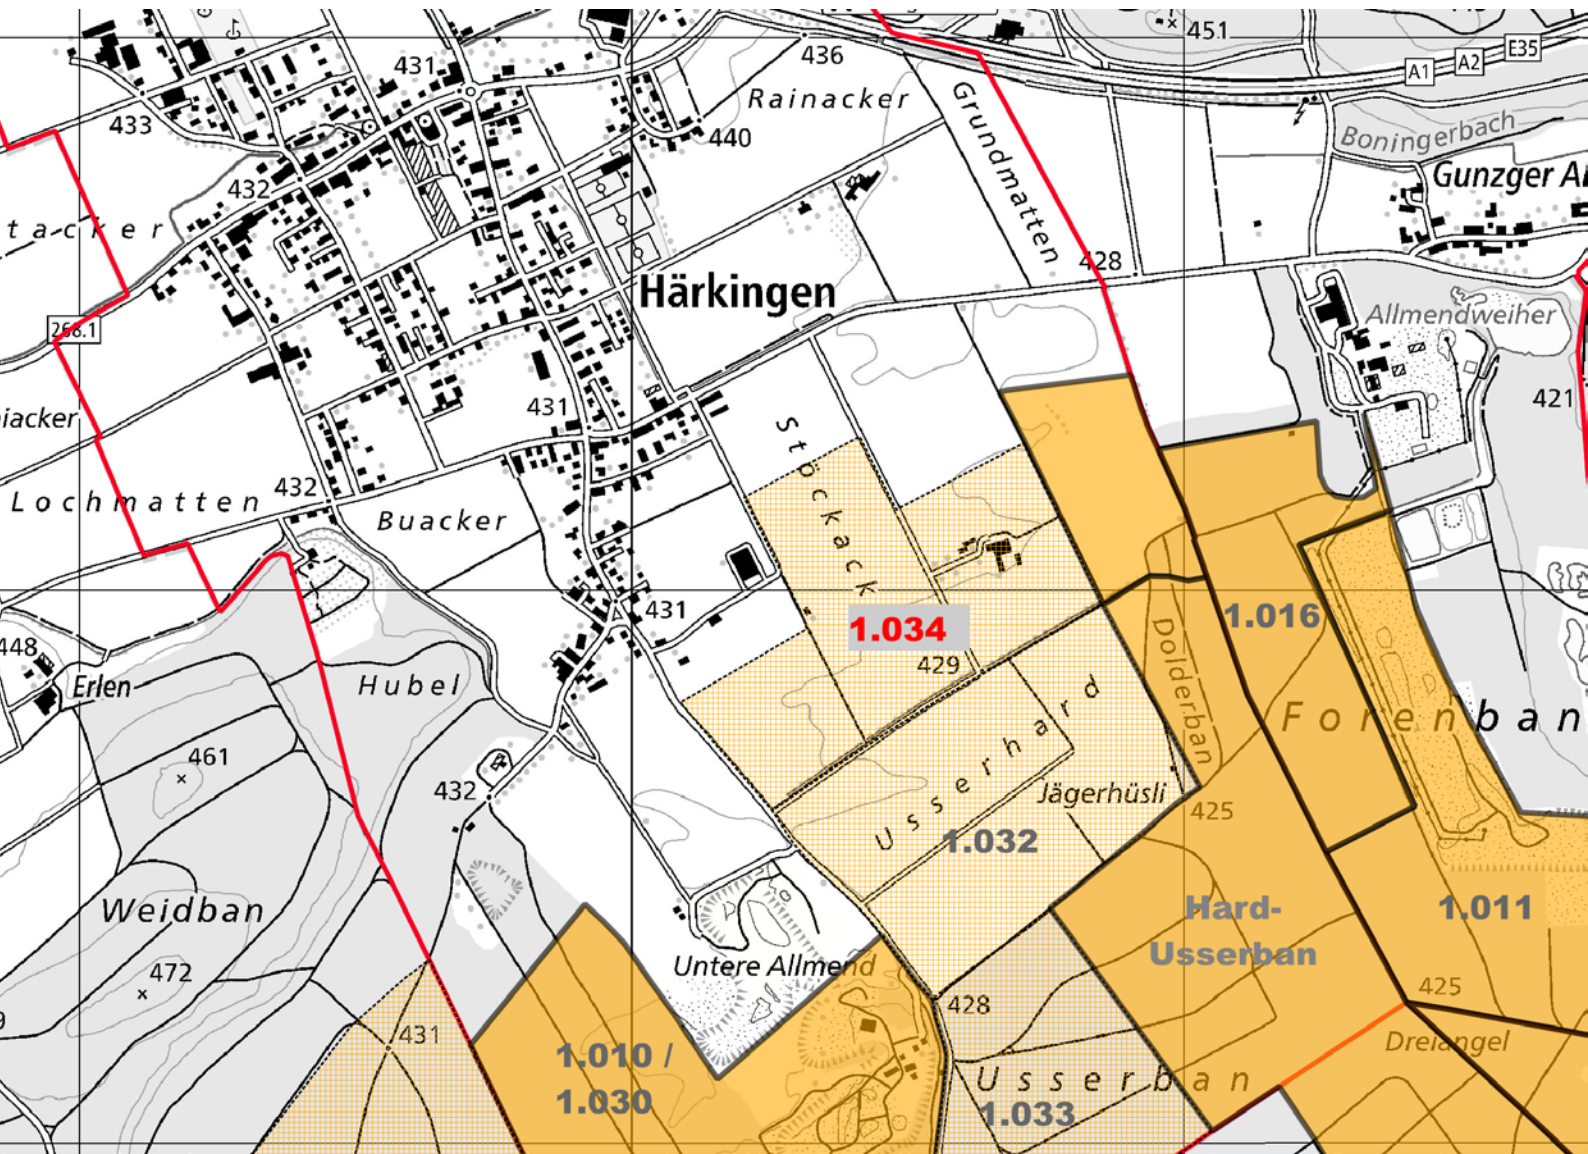 451
E35
A2
A1
431
436
Rainacker
433
440
Grundmatten
Boningerbach
432
Gunzger Al
tacker
428
Härkingen
268.1
Allmendweiher
iacker
431
421
Stöckack
Lochmatten
432
Buacker
431
1.034
1.016
448
429
Dolderban
Erlen
Hubel
Usserhard
Forenban
461
432
Jägerhüsli
425
1.032
Weidban
Hard-
Usserban
1.011
472
Untere Allmend
428
425
9
431
Dreiangel
1.010 /
1.030
Usserban
1.033